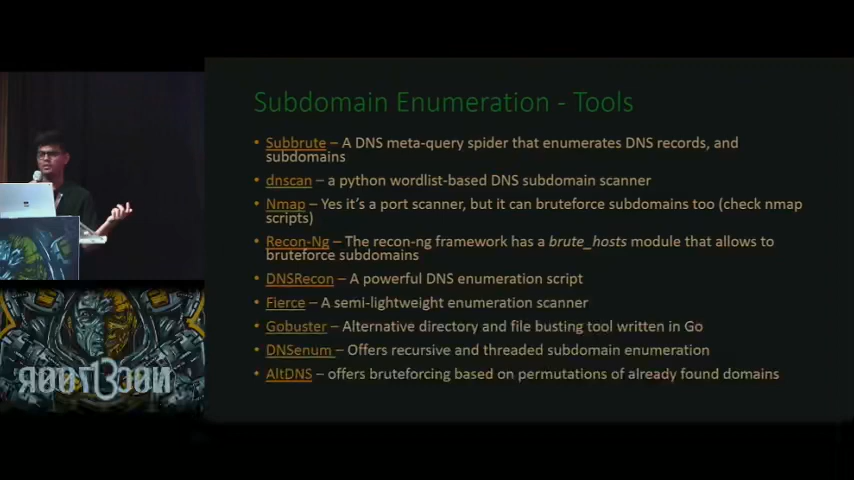 Subdomain Enumeration - Tools
• Subbrute – A DNS meta-query spider that enumerates DNS records, and
subdomains
• dnscan – a python wordlist-based DNS subdomain scanner
• Nmap – Yes it's a port scanner, but it can bruteforce subdomains too (check nmap
scripts)
• Recon-Ng – The recon-ng framework has a brute_hosts module that allows to
bruteforce subdomains
• DNSRecon – A powerful DNS enumeration script
• Fierce – A semi-lightweight enumeration scanner
• Gobuster – Alternative directory and file busting tool written in Go
• DNSenum – Offers recursive and threaded subdomain enumeration
• AltDNS – offers bruteforcing based on permutations of already found domains